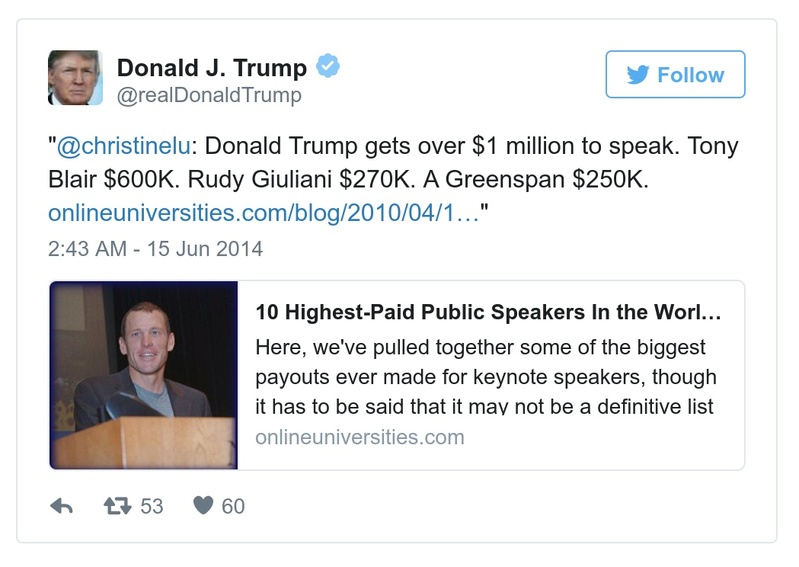 Donald J. Trump
@realDonaldTrump
Follow
"@christinelu: Donald Trump gets over $1 million to speak. Tony
Blair $600K. Rudy Giuliani $270K. A Greenspan $250K.
onlineuniversities.com/blog/2010/04/1…"
2:43 AM - 15 Jun 2014
10 Highest-Paid Public Speakers In the Worl…
Here, we've pulled together some of the biggest
payouts ever made for keynote speakers, though
it has to be said that it may not be a definitive list
onlineuniversities.com
53
60